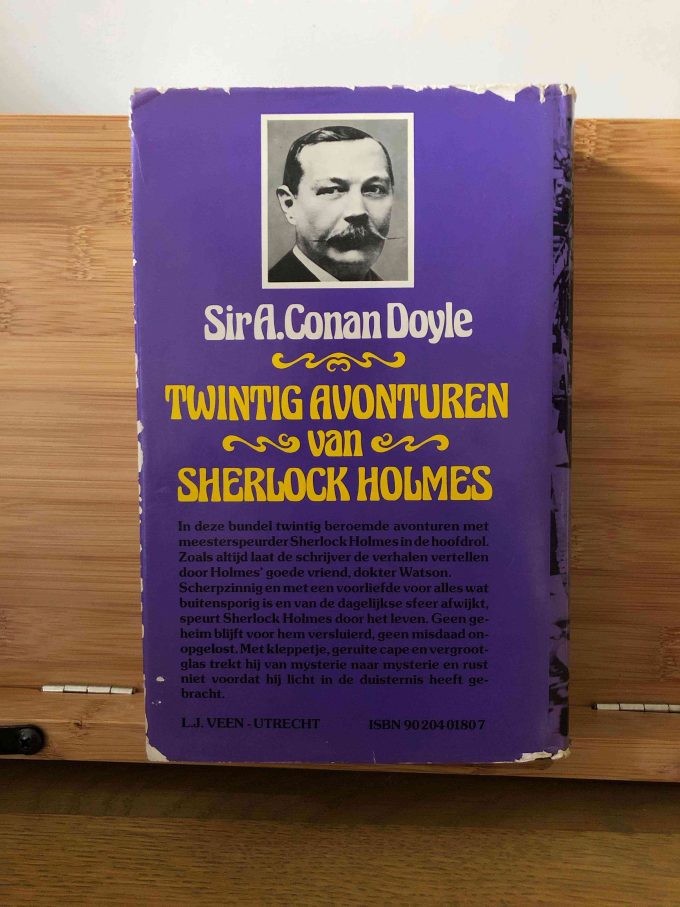 Sir A. Conan Doyle
TWINTIG AVONTUREN
van
SHERLOCK HOLMES
In deze bundel twintig beroemde avonturen met
meesterspeurder Sherlock Holmes in de hoofdrol.
Zoals altijd laat de schrijver de verhalen vertellen
door Holmes' goede vriend, dokter Watson.
Scherpzinnig en met een voorliefde voor alles wat
buitensporig is en van de dagelijkse sfeer afwijkt,
speurt Sherlock Holmes door het leven. Geen ge-
heim blijft voor hem versluierd, geen misdaad on-
opgelost. Met kleppetje, geruite cape en vergroot-
glas trekt hij van mysterie naar mysterie en rust
niet voordat hij licht in de duisternis heeft ge-
bracht.
L.J. VEEN - UTRECHT ISBN 90 204 0180 7